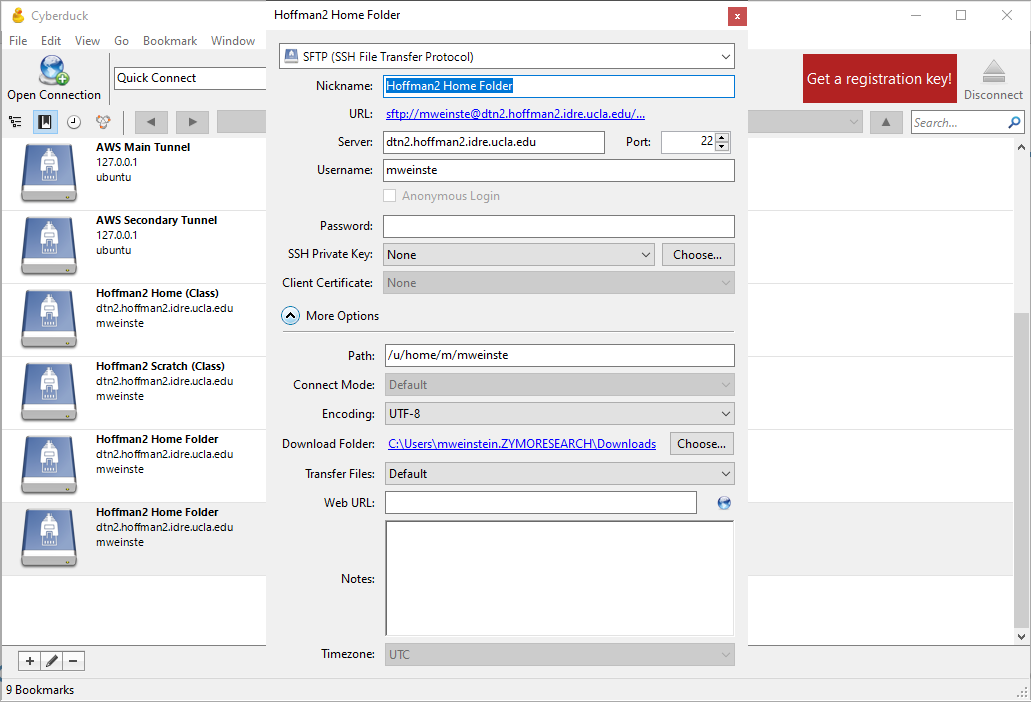 Cyberduck
File Edit View Go Bookmark Window
Open Connection
Quick Connect
Get a registration key!
Disconnect
Search...
AWS Main Tunnel
127.0.0.1
ubuntu
AWS Secondary Tunnel
127.0.0.1
ubuntu
Hoffman2 Home (Class)
dtn2.hoffman2.idre.ucla.edu
mweinste
Hoffman2 Scratch (Class)
dtn2.hoffman2.idre.ucla.edu
mweinste
Hoffman2 Home Folder
dtn2.hoffman2.idre.ucla.edu
mweinste
Hoffman2 Home Folder
dtn2.hoffman2.idre.ucla.edu
mweinste
9 Bookmarks
Hoffman2 Home Folder
SFTP (SSH File Transfer Protocol)
Nickname: Hoffman2 Home Folder
URL: sftp://mweinste@dtn2.hoffman2.idre.ucla.edu/...
Server: dtn2.hoffman2.idre.ucla.edu Port: 22
Username: mweinste
Anonymous Login
Password:
SSH Private Key: None Choose...
Client Certificate: None
More Options
Path: /u/home/m/mweinste
Connect Mode: Default
Encoding: UTF-8
Download Folder: C:\Users\mweinstein.ZYMORESEARCH\Downloads Choose...
Transfer Files: Default
Web URL:
Notes:
Timezone: UTC